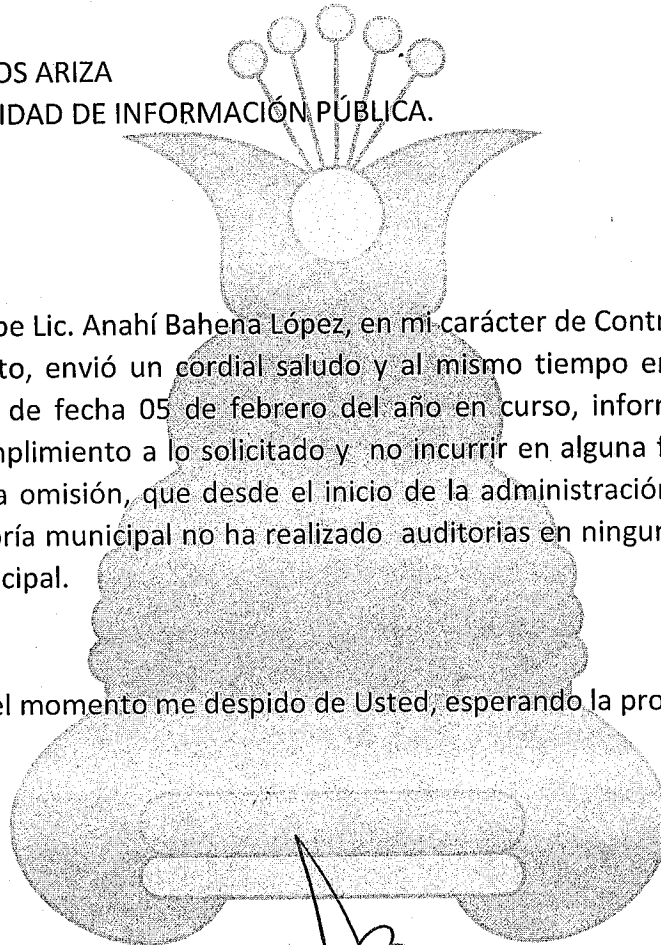 OS ARIZA
IDAD DE INFORMACIÓN PÚBLICA.
be Lic. Anahí Bahena López, en mi carácter de Contr
to, envió un cordial saludo y al mismo tiempo en
de fecha 05 de febrero del año en curso, inform
mplimiento a lo solicitado y no incurrir en alguna f
a omisión, que desde el inicio de la administración
oría municipal no ha realizado auditorias en ningun
cipal.
el momento me despido de Usted, esperando la pro